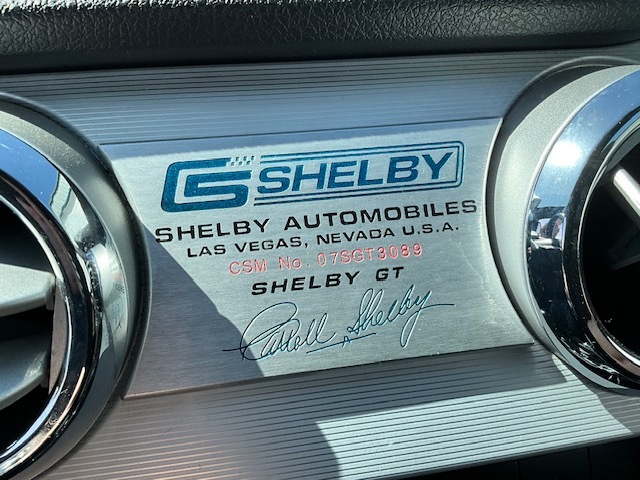 CS SHELBY
SHELBY AUTOMOBILES
LAS VEGAS, NEVADA U.S.A.
CSM No. 07SGT3089
SHELBY GT
Carroll Shelby